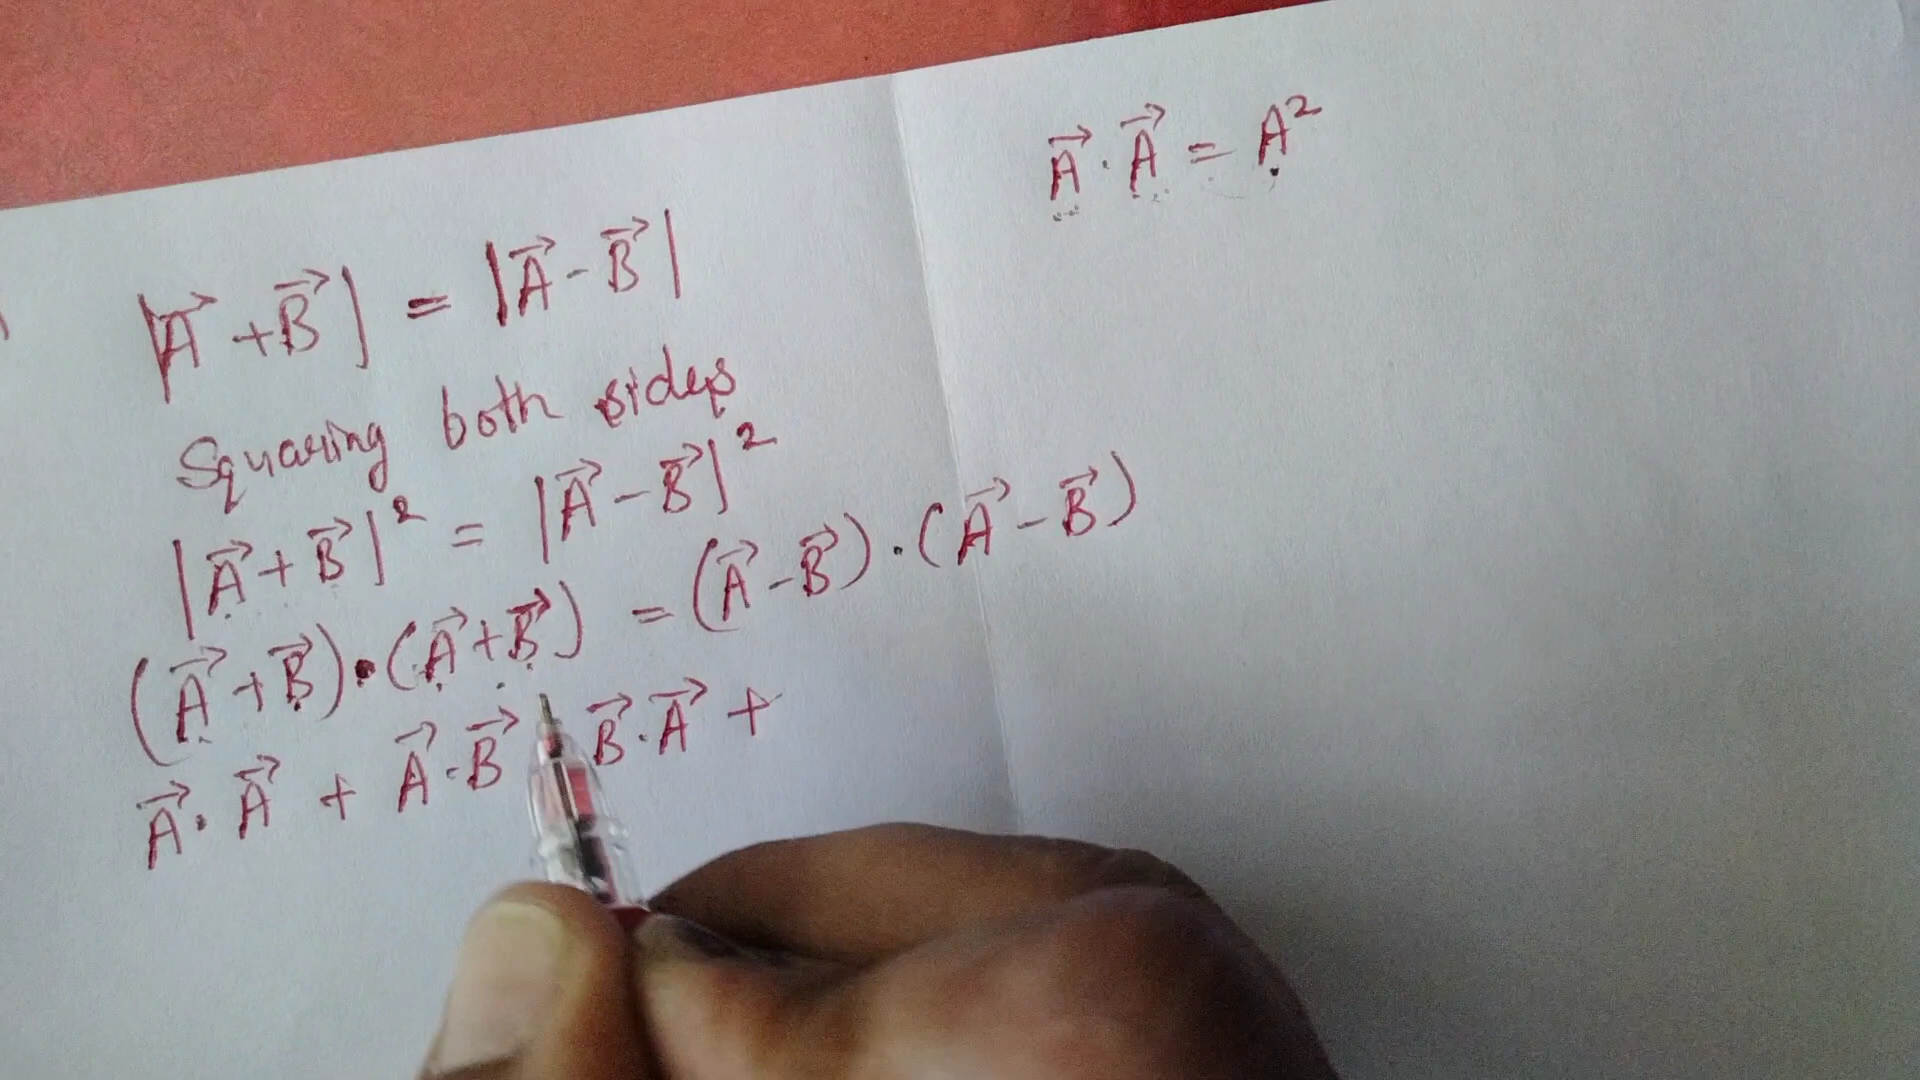 A⃗ · A⃗ = A²
|A⃗ + B⃗| = |A⃗ - B⃗|
Squaring both sides
|A⃗ + B⃗|² = |A⃗ - B⃗|²
(A⃗ + B⃗) · (A⃗ + B⃗) = (A⃗ - B⃗) · (A⃗ - B⃗)
A⃗ · A⃗ + A⃗ · B⃗ B⃗ · A⃗ +